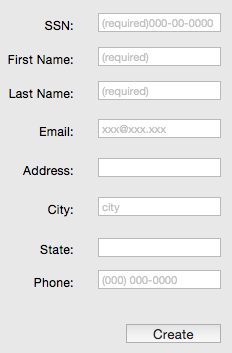 SSN: (required)000-00-0000
First Name: (required)
Last Name: (required)
Email: xxx@xxx.xxx
Address:
City: city
State:
Phone: (000) 000-0000
Create